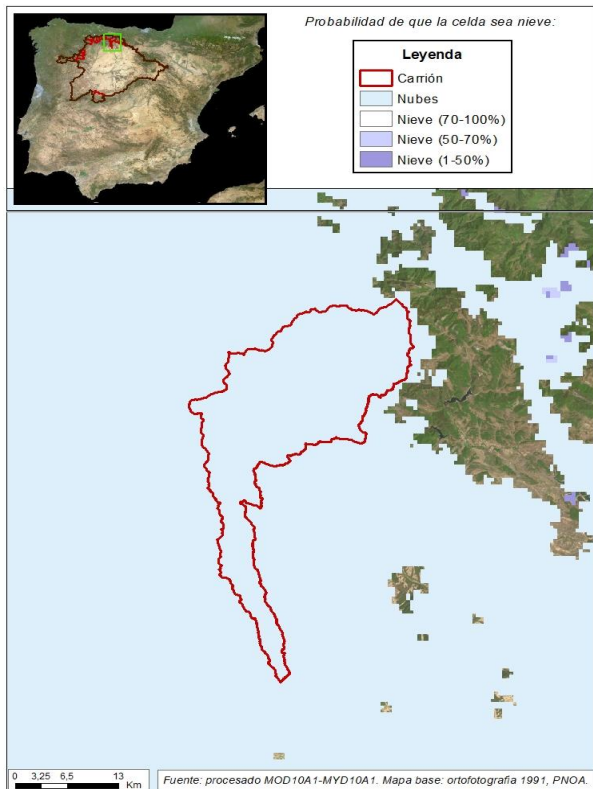 Probabilidad de que la celda sea nieve:
Leyenda
Carrión
Nubes
Nieve (70-100%)
Nieve (50-70%)
Nieve (1-50%)
0 3,25 6,5 13
Km
Fuente: procesado MOD10A1-MYD10A1. Mapa base: ortofotografia 1991, PNOA.